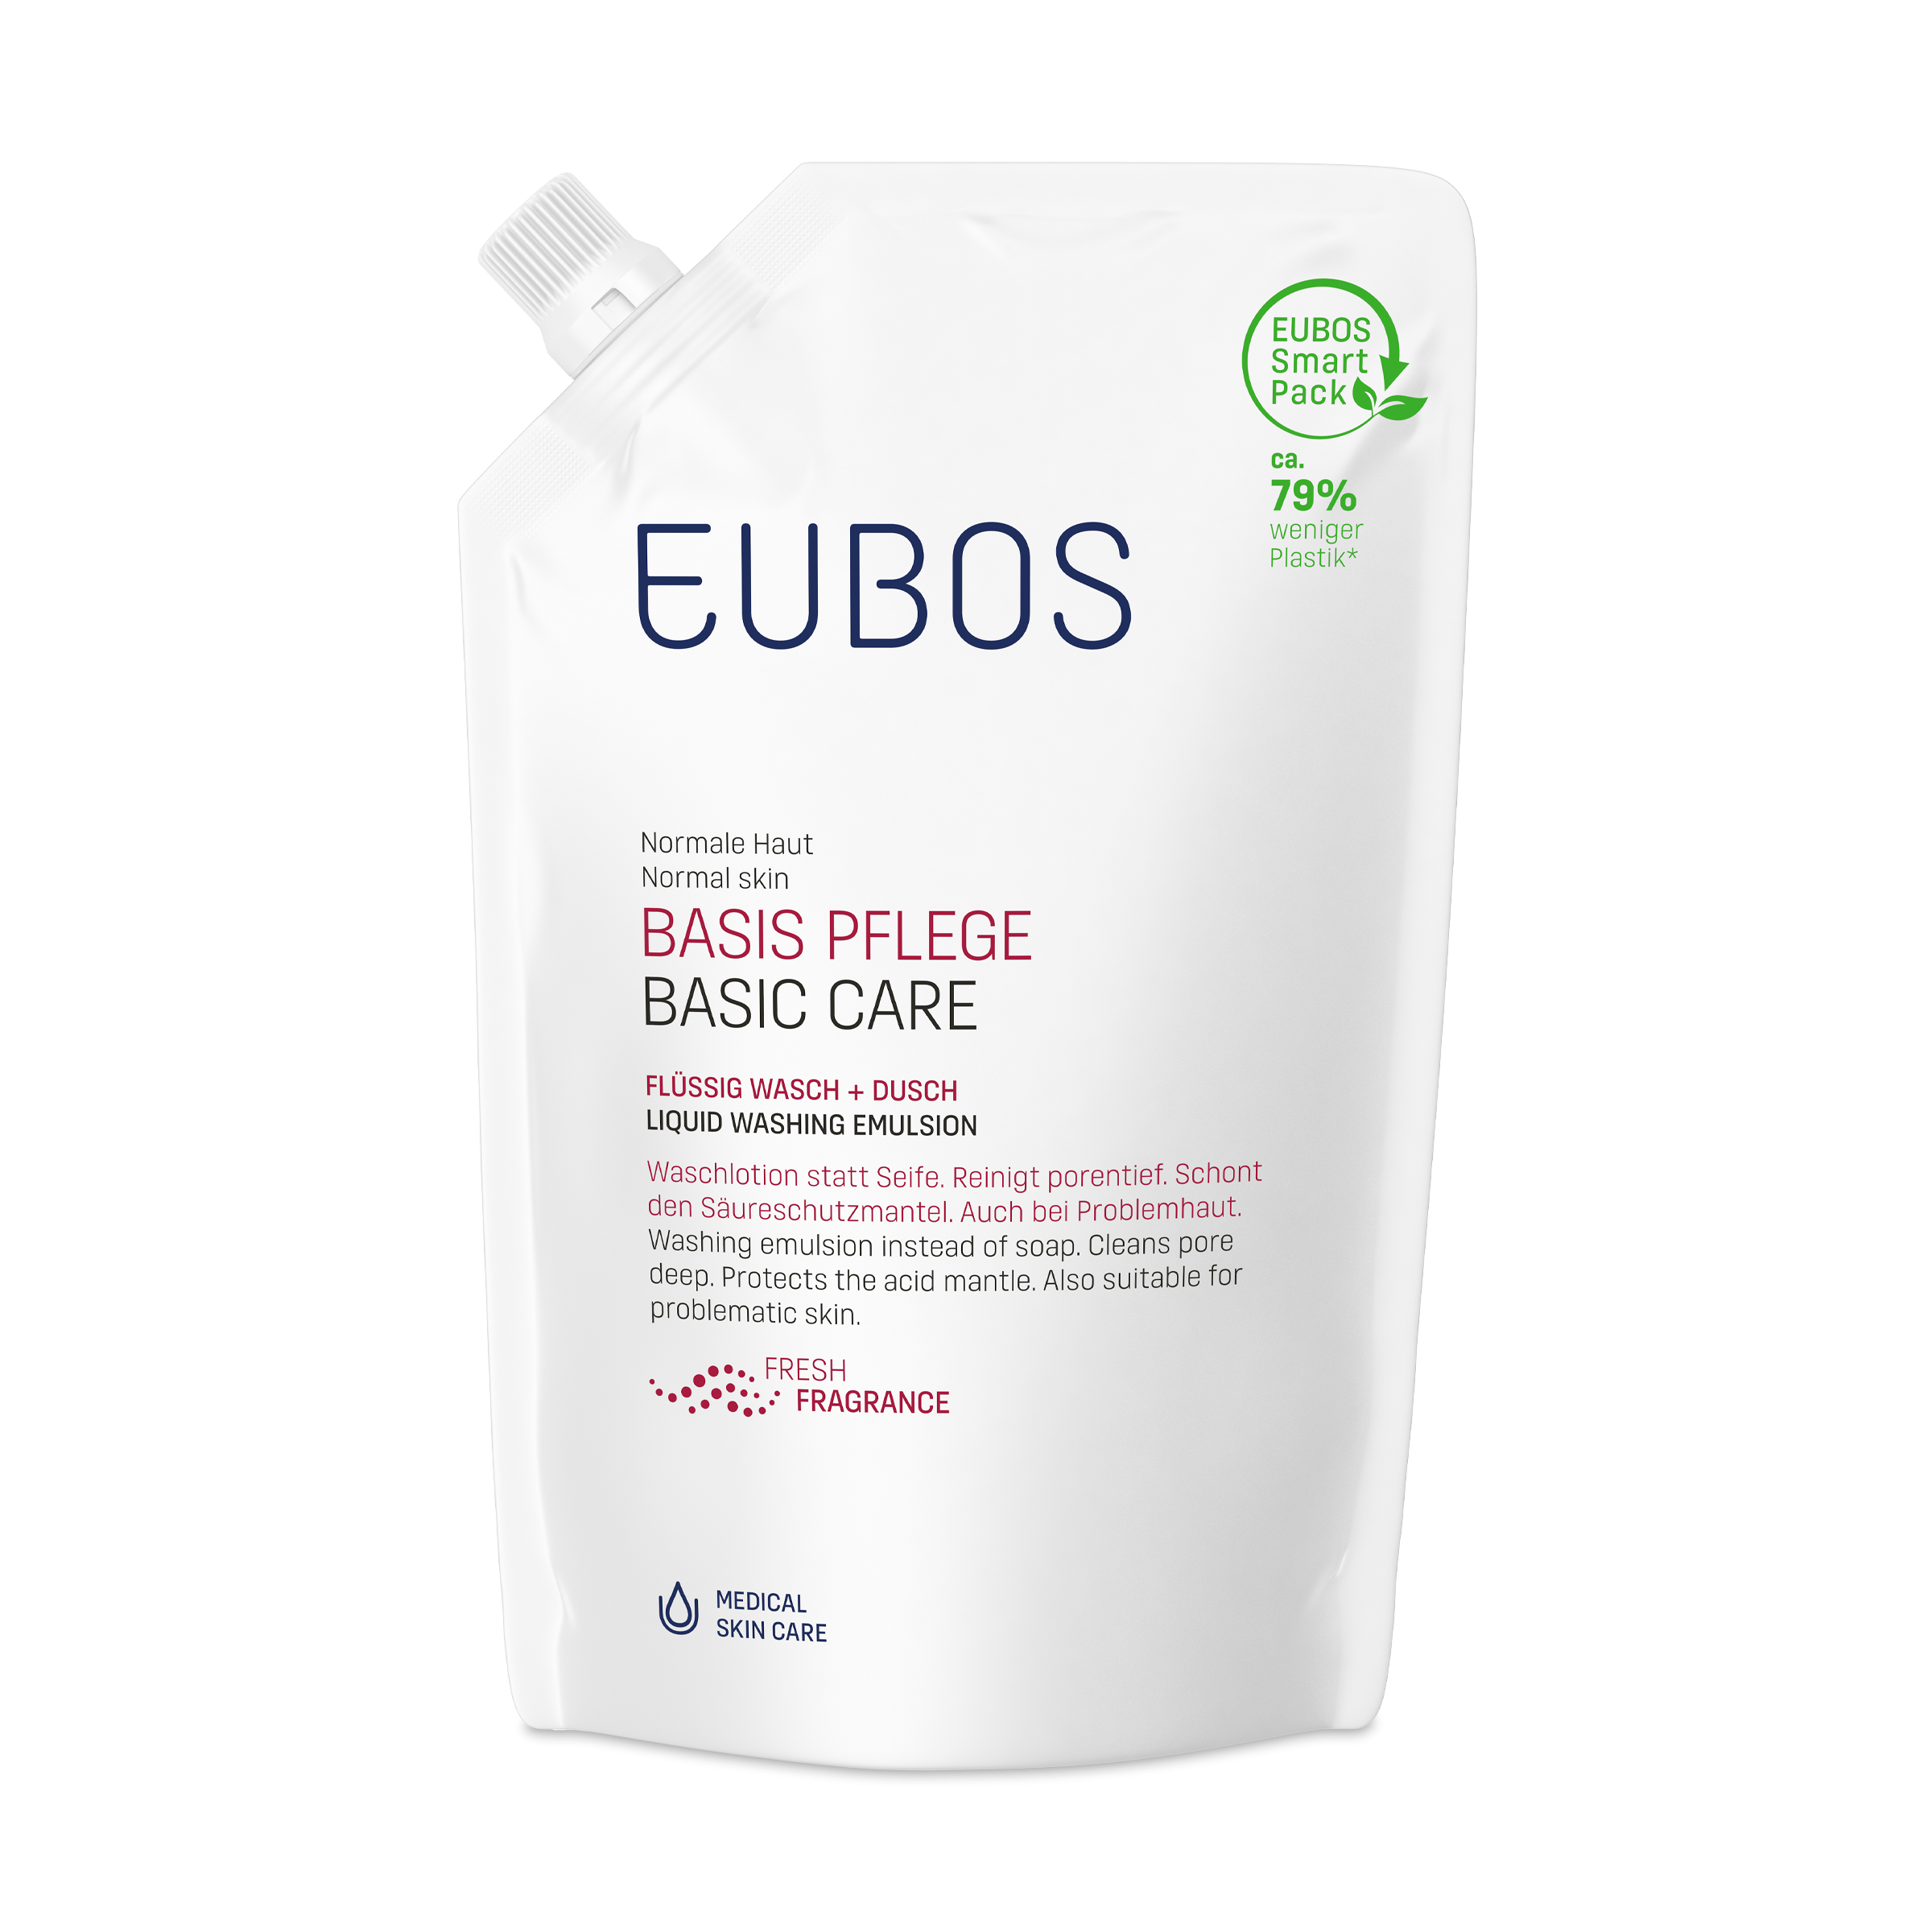 EUBOS
Smart
Pack
ca.
79%
weniger
Plastik*
EUBOS
Normale Haut
Normal skin
BASIS PFLEGE
BASIC CARE
FLÜSSIG WASCH + DUSCH
LIQUID WASHING EMULSION
Waschlotion statt Seife. Reinigt porentief. Schont
den Säureschutzmantel. Auch bei Problemhaut.
Washing emulsion instead of soap. Cleans pore
deep. Protects the acid mantle. Also suitable for
problematic skin.
FRESH
FRAGRANCE
MEDICAL
SKIN CARE